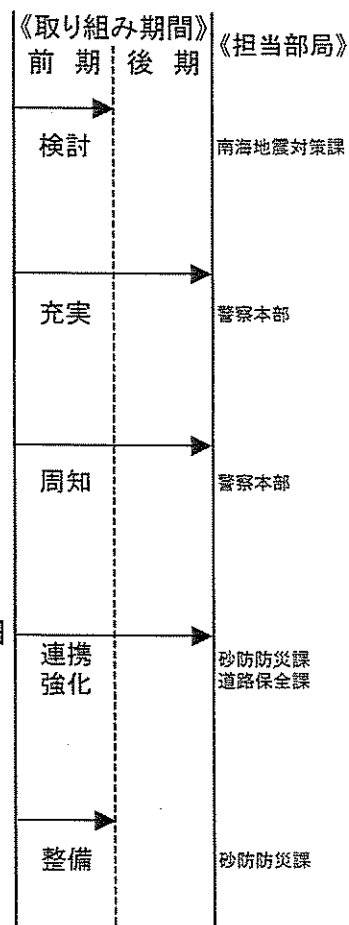 《取り組み期間》
前 期 後 期
《担当部局》
検討
南海地震対策課
充実
警察本部
周知
警察本部
連携
強化
砂防防災課
道路保全課
整備
砂防防災課